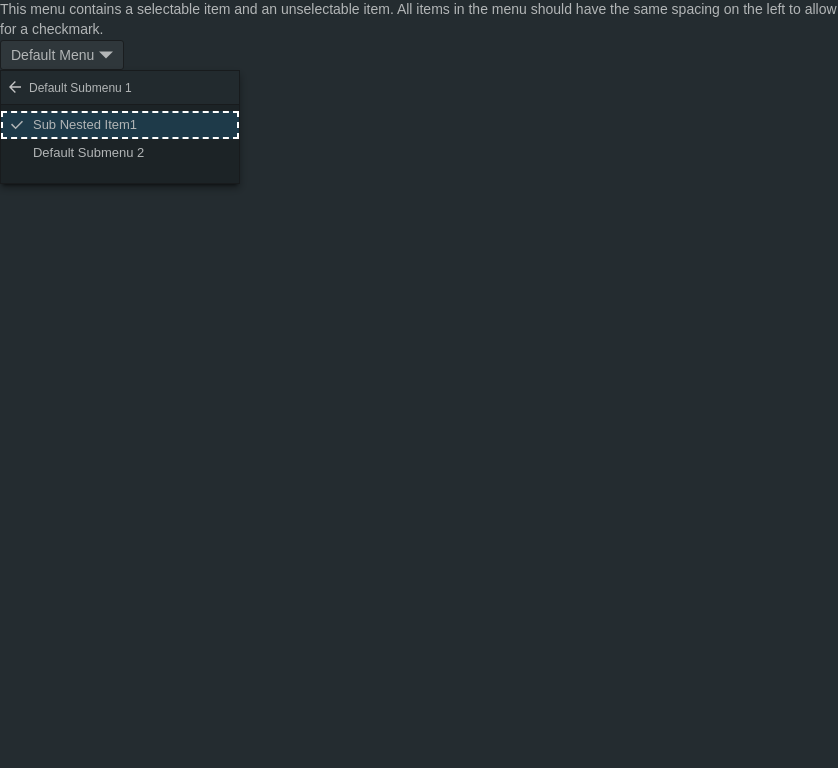 This menu contains a selectable item and an unselectable item. All items in the menu should have the same spacing on the left to allow
for a checkmark.
Default Menu
Default Submenu 1
Sub Nested Item1
Default Submenu 2